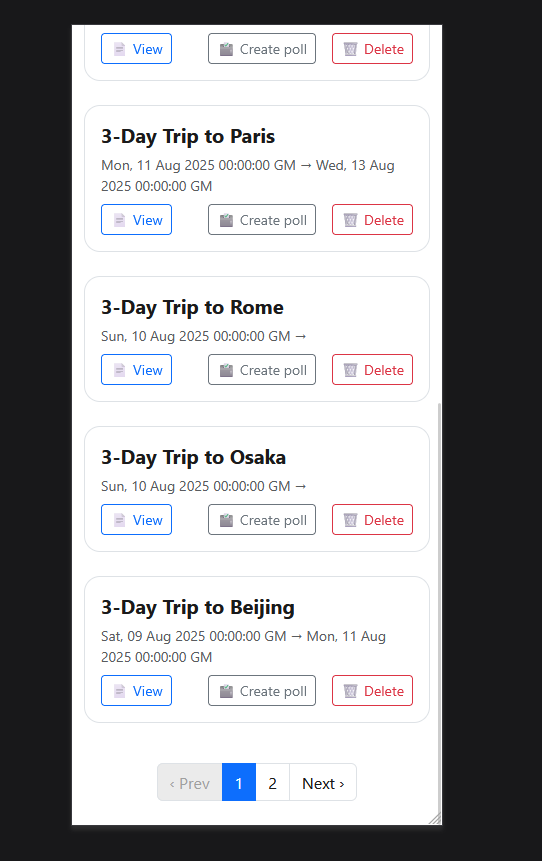 View Create poll Delete
3-Day Trip to Paris
Mon, 11 Aug 2025 00:00:00 GM → Wed, 13 Aug
2025 00:00:00 GM
View Create poll Delete
3-Day Trip to Rome
Sun, 10 Aug 2025 00:00:00 GM →
View Create poll Delete
3-Day Trip to Osaka
Sun, 10 Aug 2025 00:00:00 GM →
View Create poll Delete
3-Day Trip to Beijing
Sat, 09 Aug 2025 00:00:00 GM → Mon, 11 Aug
2025 00:00:00 GM
View Create poll Delete
‹ Prev 1 2 Next ›